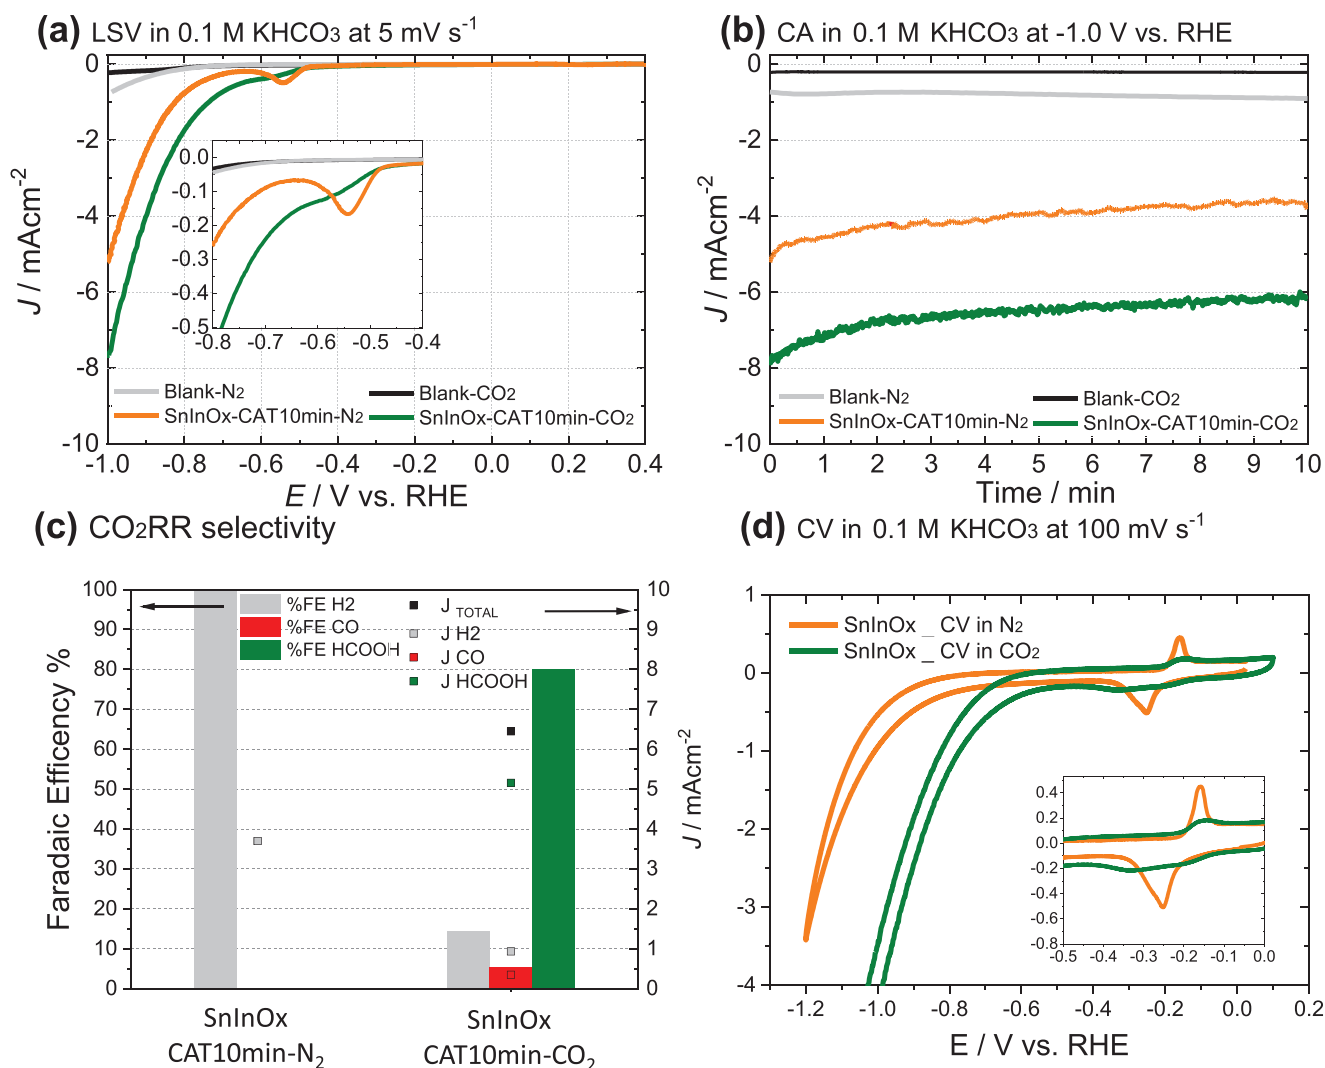 (a) LSV in 0.1 M KHCO3 at 5 mV s-1
0
-2
-4
-6
-8
-10
J / mAcm-2
0.0
-0.1
-0.2
-0.3
-0.4
-0.5
-0.8 -0.7 -0.6 -0.5 -0.4
Blank-N2 Blank-CO2
SnInOx-CAT10min-N2 SnInOx-CAT10min-CO2
-1.0 -0.8 -0.6 -0.4 -0.2 0.0 0.2 0.4
E / V vs. RHE
(b) CA in 0.1 M KHCO3 at -1.0 V vs. RHE
0
-2
-4
-6
-8
-10
J / mAcm-2
Blank-N2 Blank-CO2
SnInOx-CAT10min-N2 SnInOx-CAT10min-CO2
0 1 2 3 4 5 6 7 8 9 10
Time / min
(c) CO2RR selectivity
100
90
80
70
60
50
40
30
20
10
0
Faradaic Efficency %
%FE H2 J TOTAL
%FE CO J H2
%FE HCOOH J CO
J HCOOH
10
9
8
7
6
5
4
3
2
1
0
J / mAcm-2
SnInOx SnInOx
CAT10min-N2 CAT10min-CO2
(d) CV in 0.1 M KHCO3 at 100 mV s-1
1
0
-1
-2
-3
-4
SnInOx _ CV in N2
SnInOx _ CV in CO2
0.4
0.2
0.0
-0.2
-0.4
-0.6
-0.8
-0.5 -0.4 -0.3 -0.2 -0.1 0.0
-1.2 -1.0 -0.8 -0.6 -0.4 -0.2 0.0 0.2
E / V vs. RHE